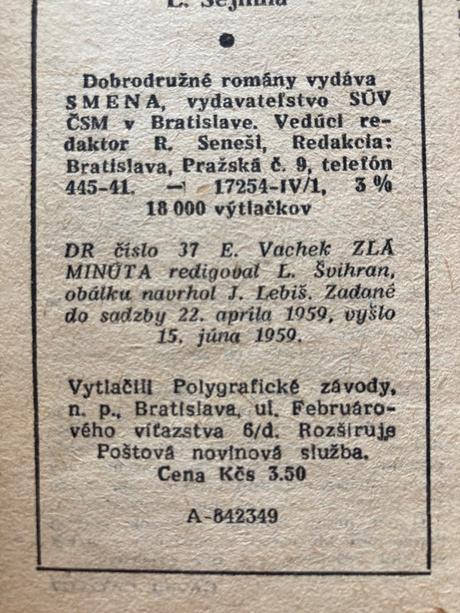 •
Dobrodružné romány vydáva
SMENA, vydavateľstvo SÚV
ČSM v Bratislave. Vedúci re-
daktor R. Seneši, Redakcia:
Bratislava, Pražská č. 9, telefón
445-41. — 17254-IV/1, 3 %
18 000 výtlačkov
DR číslo 37 E. Vachek ZLÁ
MINÚTA redigoval L. Švihran,
obálku navrhol J. Lebiš. Zadané
do sadzby 22. apríla 1959, vyšlo
15. júna 1959.
Vytlačili Polygrafické závody,
n. p., Bratislava, ul. Februáro-
vého víťazstva 6/d. Rozširuje
Poštová novinová služba.
Cena Kčs 3.50
A-842349